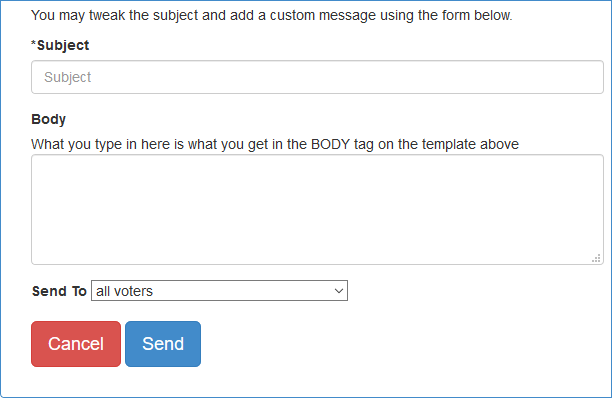 You may tweak the subject and add a custom message using the form below.
*Subject
Subject
Body
What you type in here is what you get in the BODY tag on the template above
Send To all voters
Cancel Send